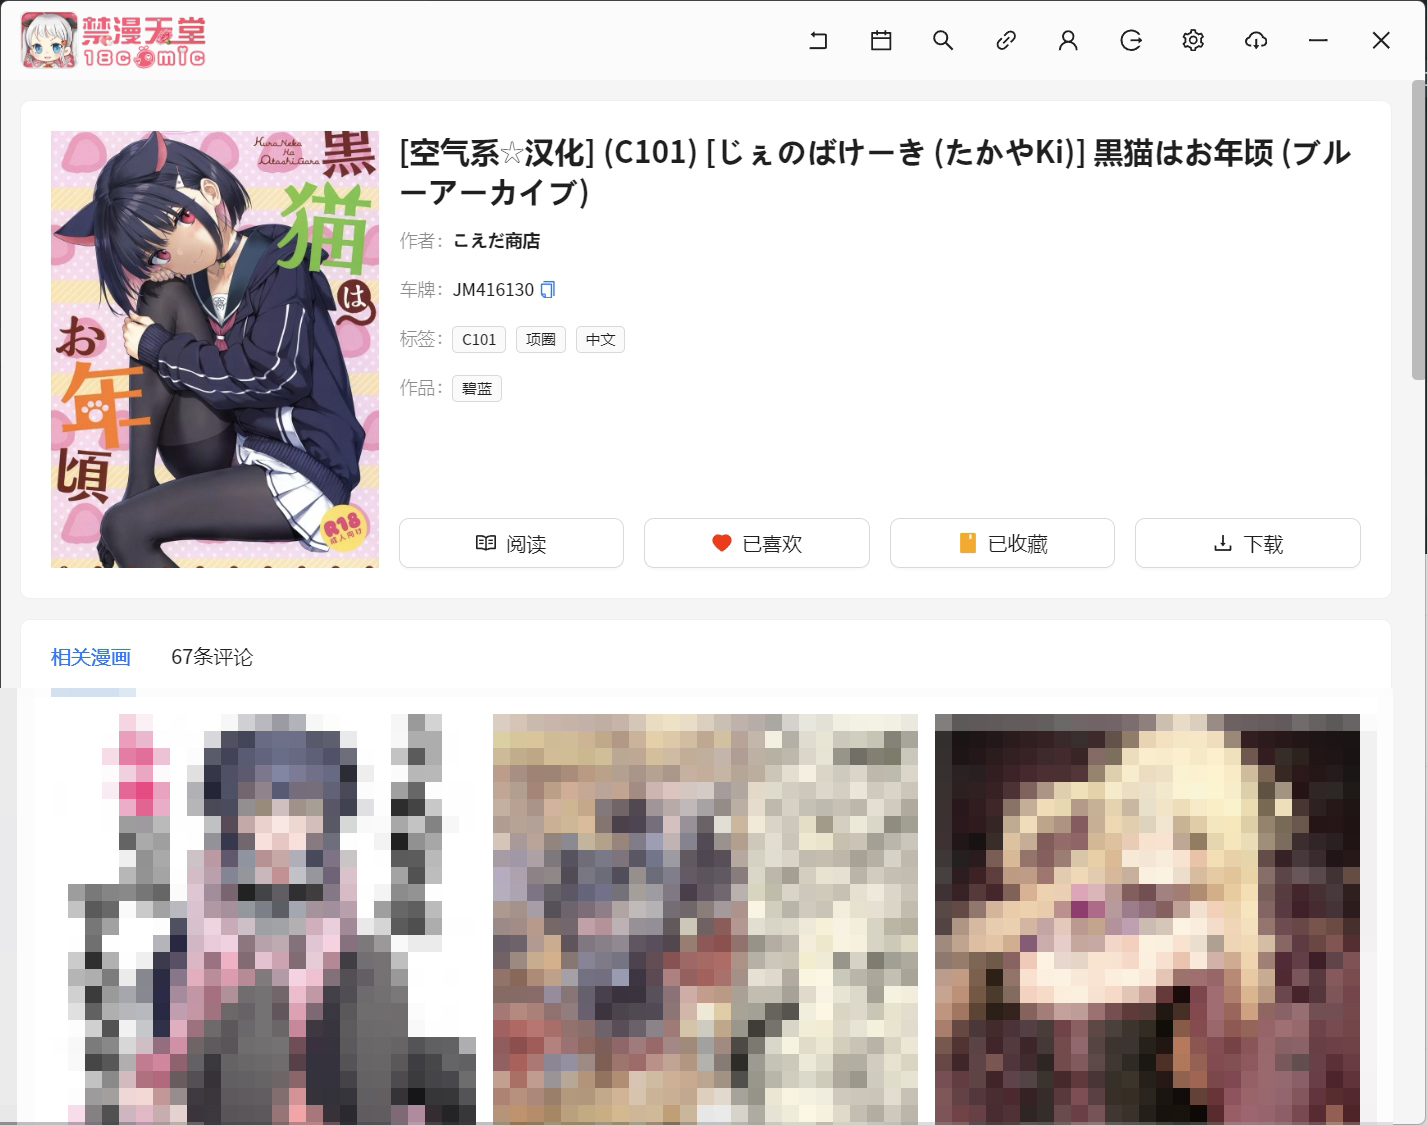 禁漫天堂
18comic
[空气系☆汉化] (C101) [じぇのばけーき (たかやKi)] 黒猫はお年頃 (ブル
ーアーカイブ)
作者: こえだ商店
车牌: JM416130
标签: C101 项圈 中文
作品: 碧蓝
Kuro Neko
Ha
Otoshi Goro
黒
猫
は
お
年
頃
R18
成人向け
阅读 已喜欢 已收藏 下载
相关漫画 67条评论